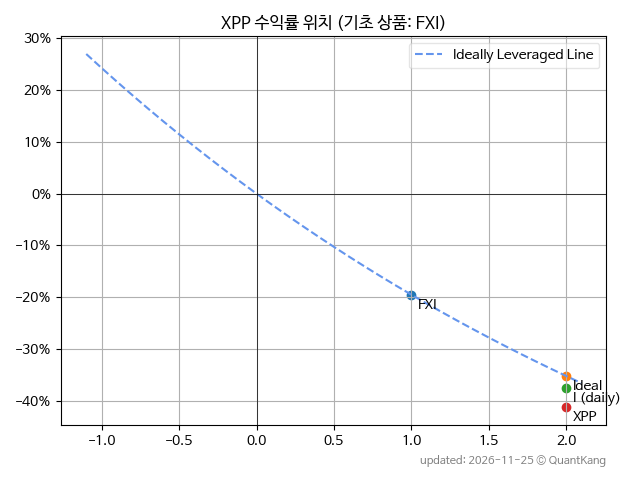 XPP 수익률 위치 (기초 상품: FXI)
30%
Ideally Leveraged Line
20%
10%
0%
-10%
-20%
FXI
-30%
Ideal
I (daily)
-40%
XPP
-1.0 -0.5 0.0 0.5 1.0 1.5 2.0
updated: 2026-11-25 © QuantKang